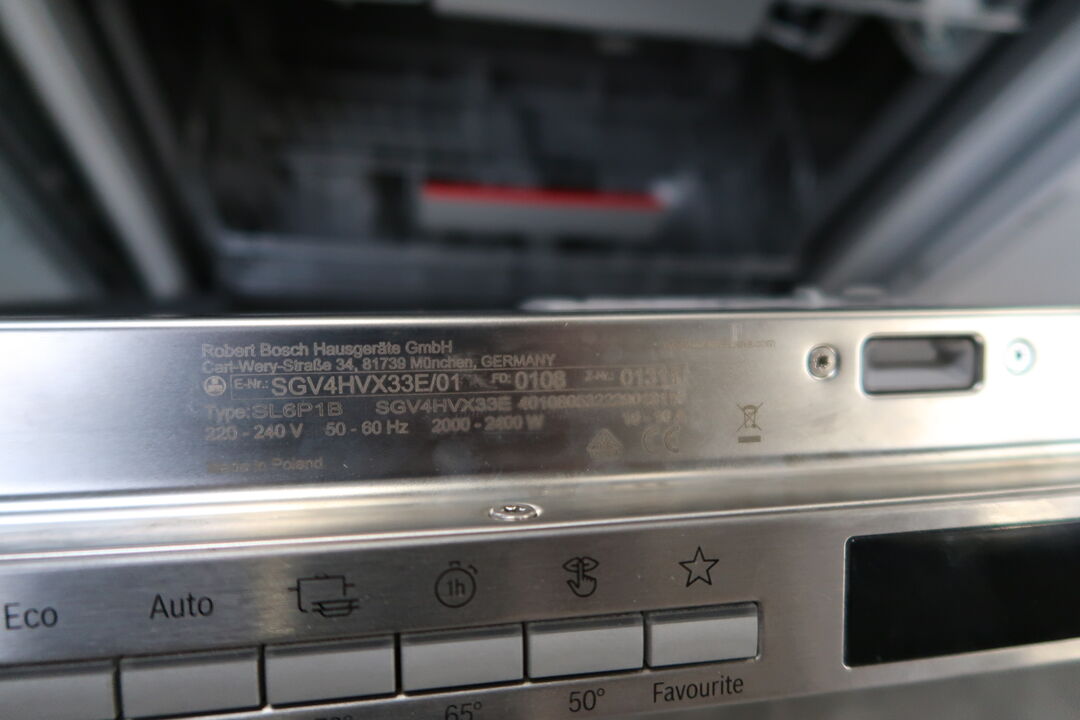 Robert Bosch Hausgeräte GmbH
Carl-Wery-Straße 34, 81739 München, GERMANY
E-Nr.: SGV4HVX33E/01 FD: 0108 Z-Nr.:
Type: SL6P1B SGV4HVX33E
220 - 240 V 50 - 60 Hz 2000 - 2400 W
Made in Poland
Eco Auto 1h
65° 50° Favourite